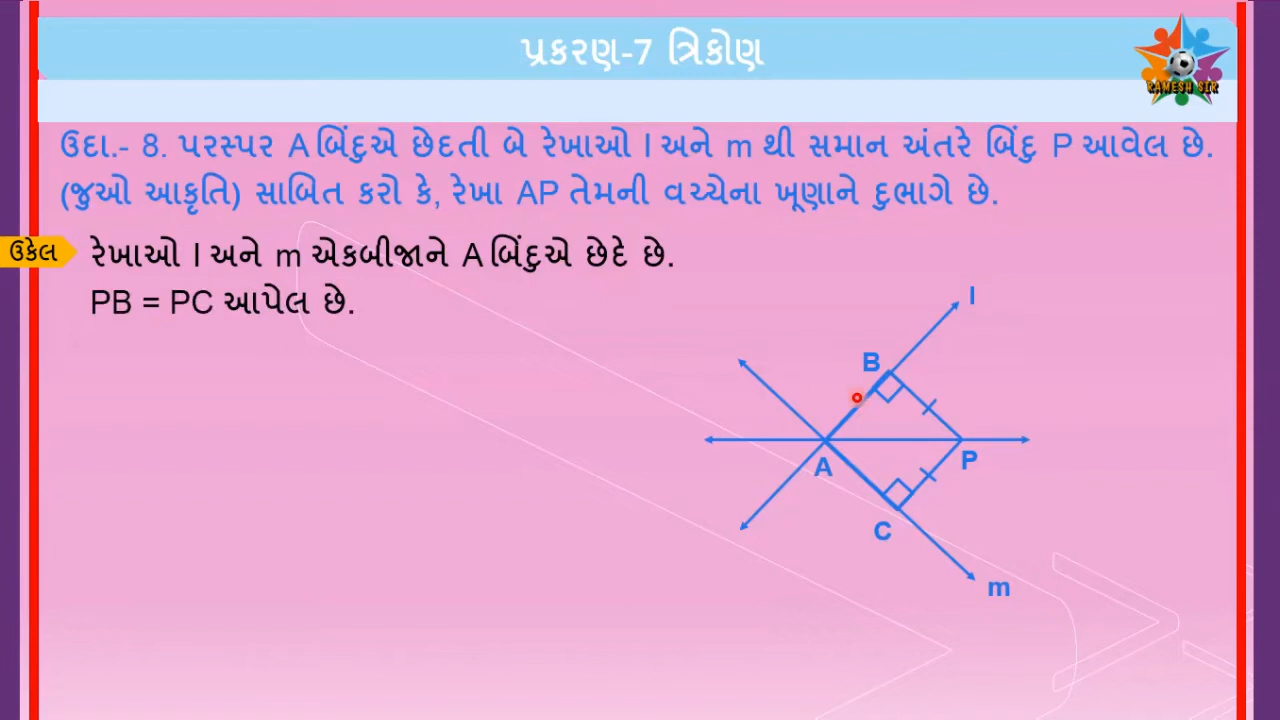 પ્રકરણ-7 ત્રિકોણ
RAMESH SIR
ઉદા.- 8. પરસ્પર A બિંદુએ છેદતી બે રેખાઓ l અને m થી સમાન અંતરે બિંદુ P આવેલ છે.
(જુઓ આકૃતિ) સાબિત કરો કે, રેખા AP તેમની વચ્ચેના ખૂણાને દુભાગે છે.
ઉકેલ
રેખાઓ l અને m એકબીજાને A બિંદુએ છેદે છે.
PB = PC આપેલ છે.
l
B
A
P
C
m